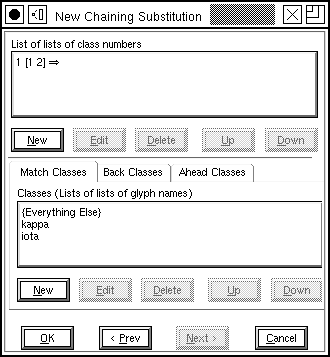 New Chaining Substitution
List of lists of class numbers
1 [1 2] ⇒
New Edit Delete Up Down
Match Classes Back Classes Ahead Classes
Classes (Lists of lists of glyph names)
{Everything Else}
kappa
iota
New Edit Delete Up Down
OK < Prev Next > Cancel